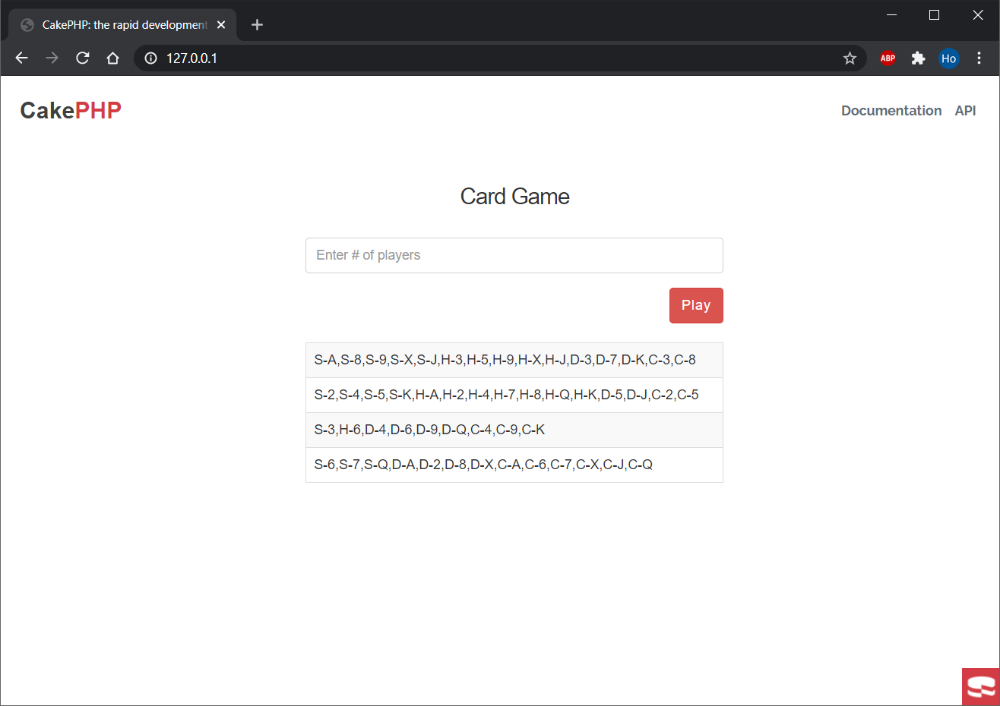 CakePHP: the rapid development
127.0.0.1
ABP
Ho
CakePHP
Documentation API
Card Game
Enter # of players
Play
S-A,S-8,S-9,S-X,S-J,H-3,H-5,H-9,H-X,H-J,D-3,D-7,D-K,C-3,C-8
S-2,S-4,S-5,S-K,H-A,H-2,H-4,H-7,H-8,H-Q,H-K,D-5,D-J,C-2,C-5
S-3,H-6,D-4,D-6,D-9,D-Q,C-4,C-9,C-K
S-6,S-7,S-Q,D-A,D-2,D-8,D-X,C-A,C-6,C-7,C-X,C-J,C-Q